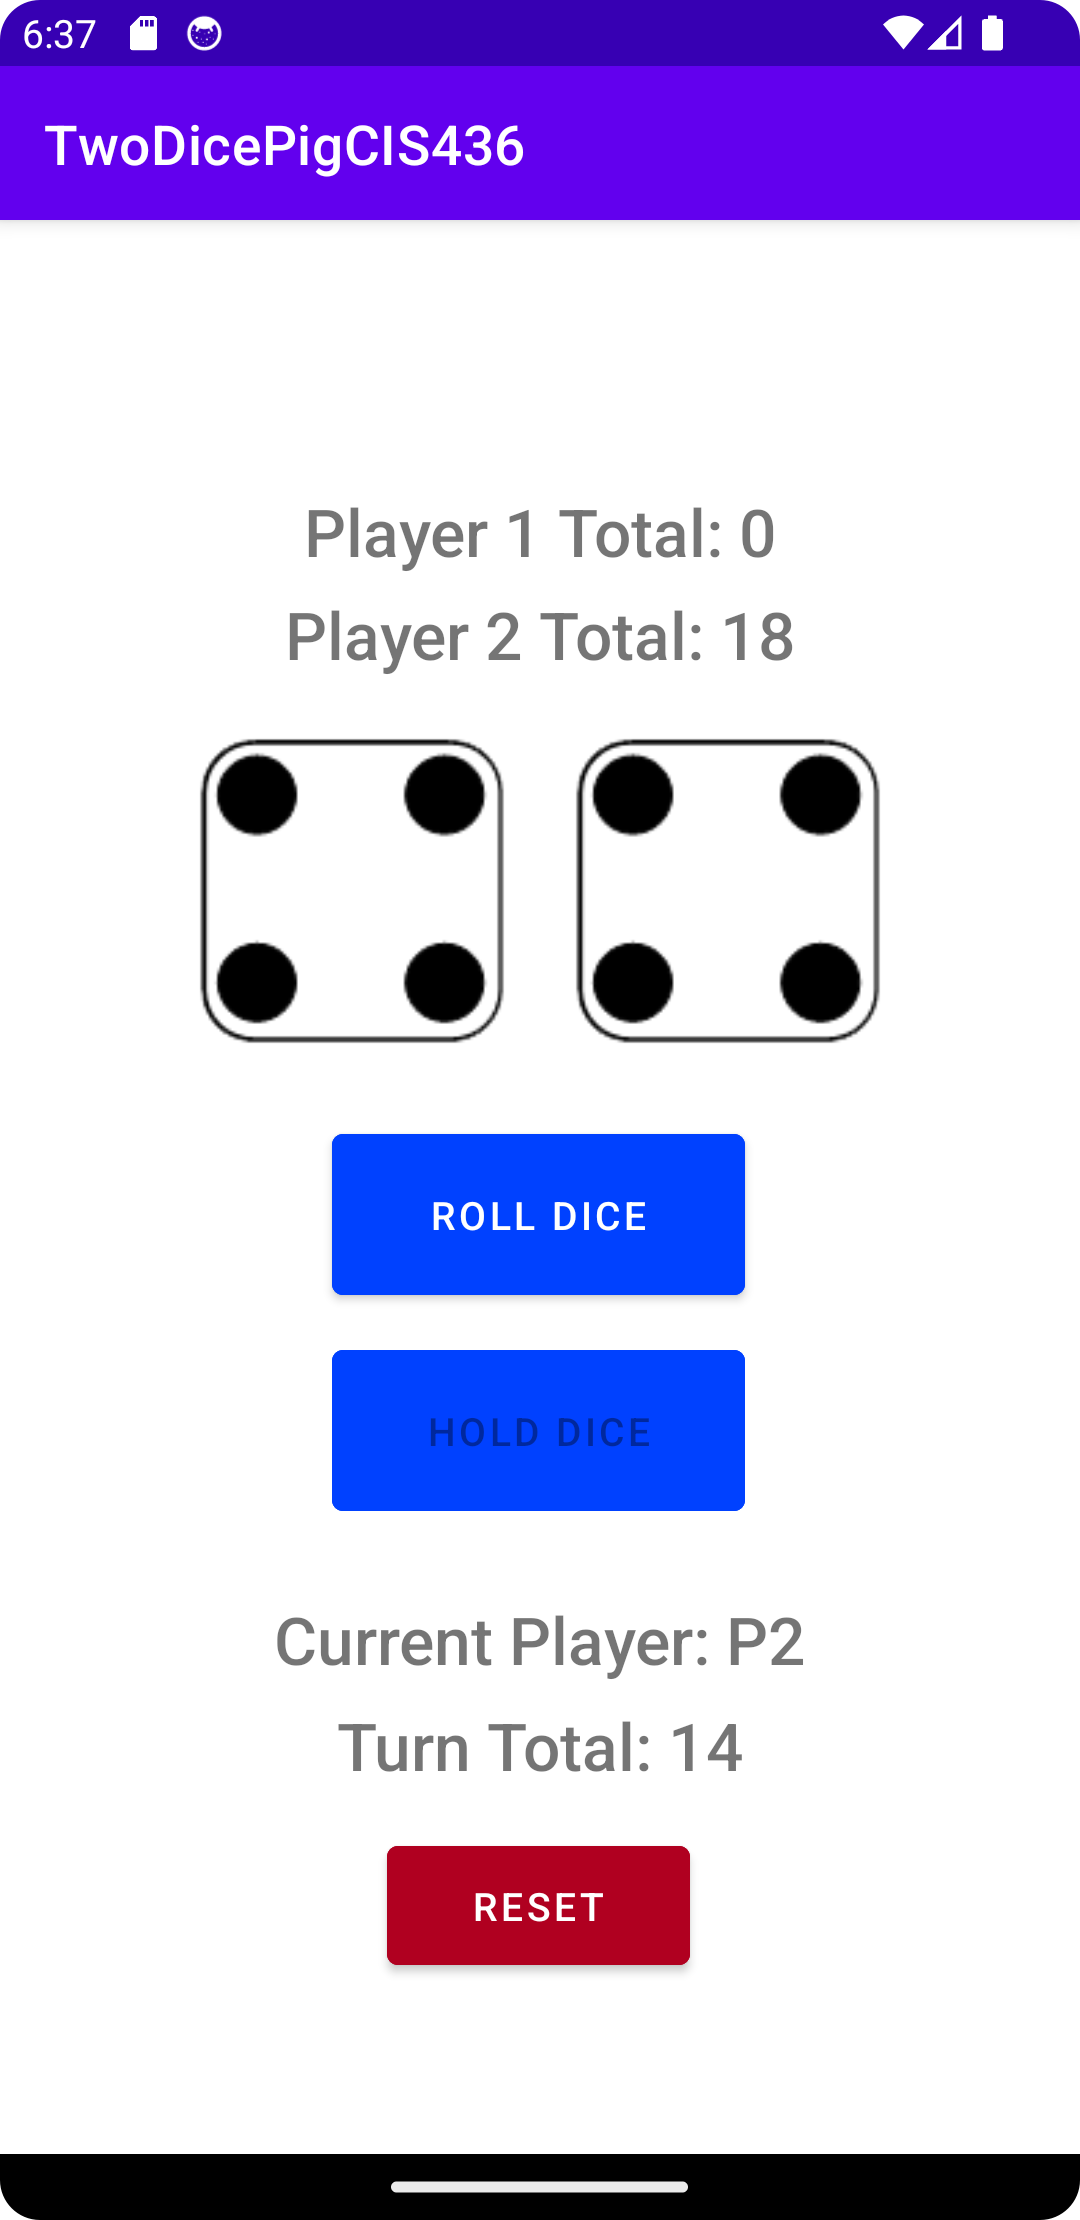 6:37
TwoDicePigCIS436
Player 1 Total: 0
Player 2 Total: 18
ROLL DICE
HOLD DICE
Current Player: P2
Turn Total: 14
RESET